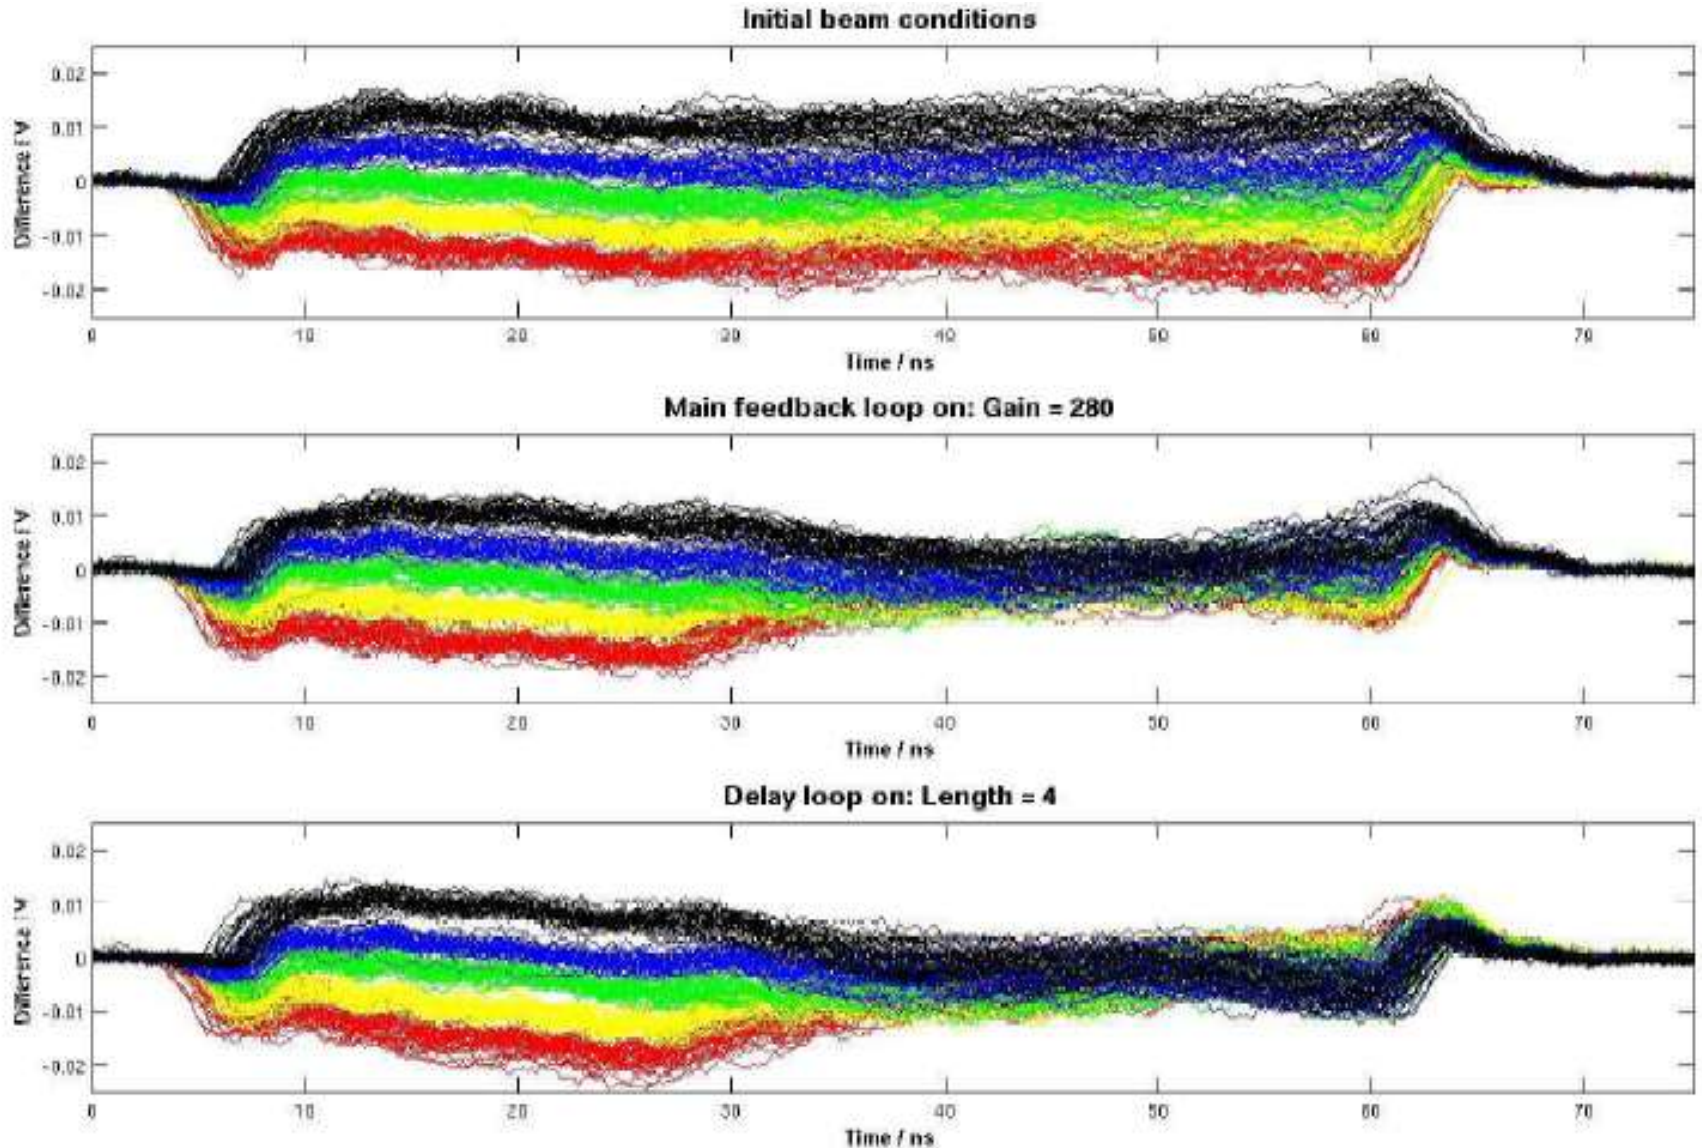 Initial beam conditions
0.02
0.01
0
-0.01
-0.02
Difference / V
0 10 20 30 40 50 60 70
Time / ns
Main feedback loop on: Gain = 280
0.02
0.01
0
-0.01
-0.02
Difference / V
0 10 20 30 40 50 60 70
Time / ns
Delay loop on: Length = 4
0.02
0.01
0
-0.01
-0.02
Difference / V
0 10 20 30 40 50 60 70
Time / ns